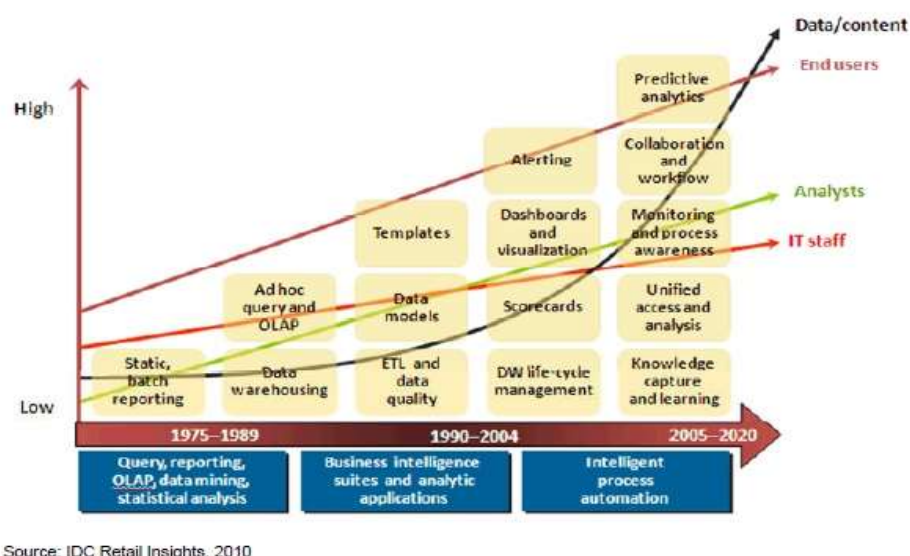 Data/content
End users
High
Predictive
analytics
Alerting
Collaboration
and
workflow
Analysts
Templates
Dashboards
and
visualization
Monitoring
and process
awareness
IT staff
Ad hoc
query and
OLAP
Data
models
Scorecards
Unified
access and
analysis
Static,
batch
reporting
Data
warehousing
ETL and
data
quality
DW life-cycle
management
Knowledge
capture
and learning
Low
1975–1989
1990–2004
2005–2020
Query, reporting,
OLAP, data mining,
statistical analysis
Business intelligence
suites and analytic
applications
Intelligent
process
automation
Source: IDC Retail Insights, 2010